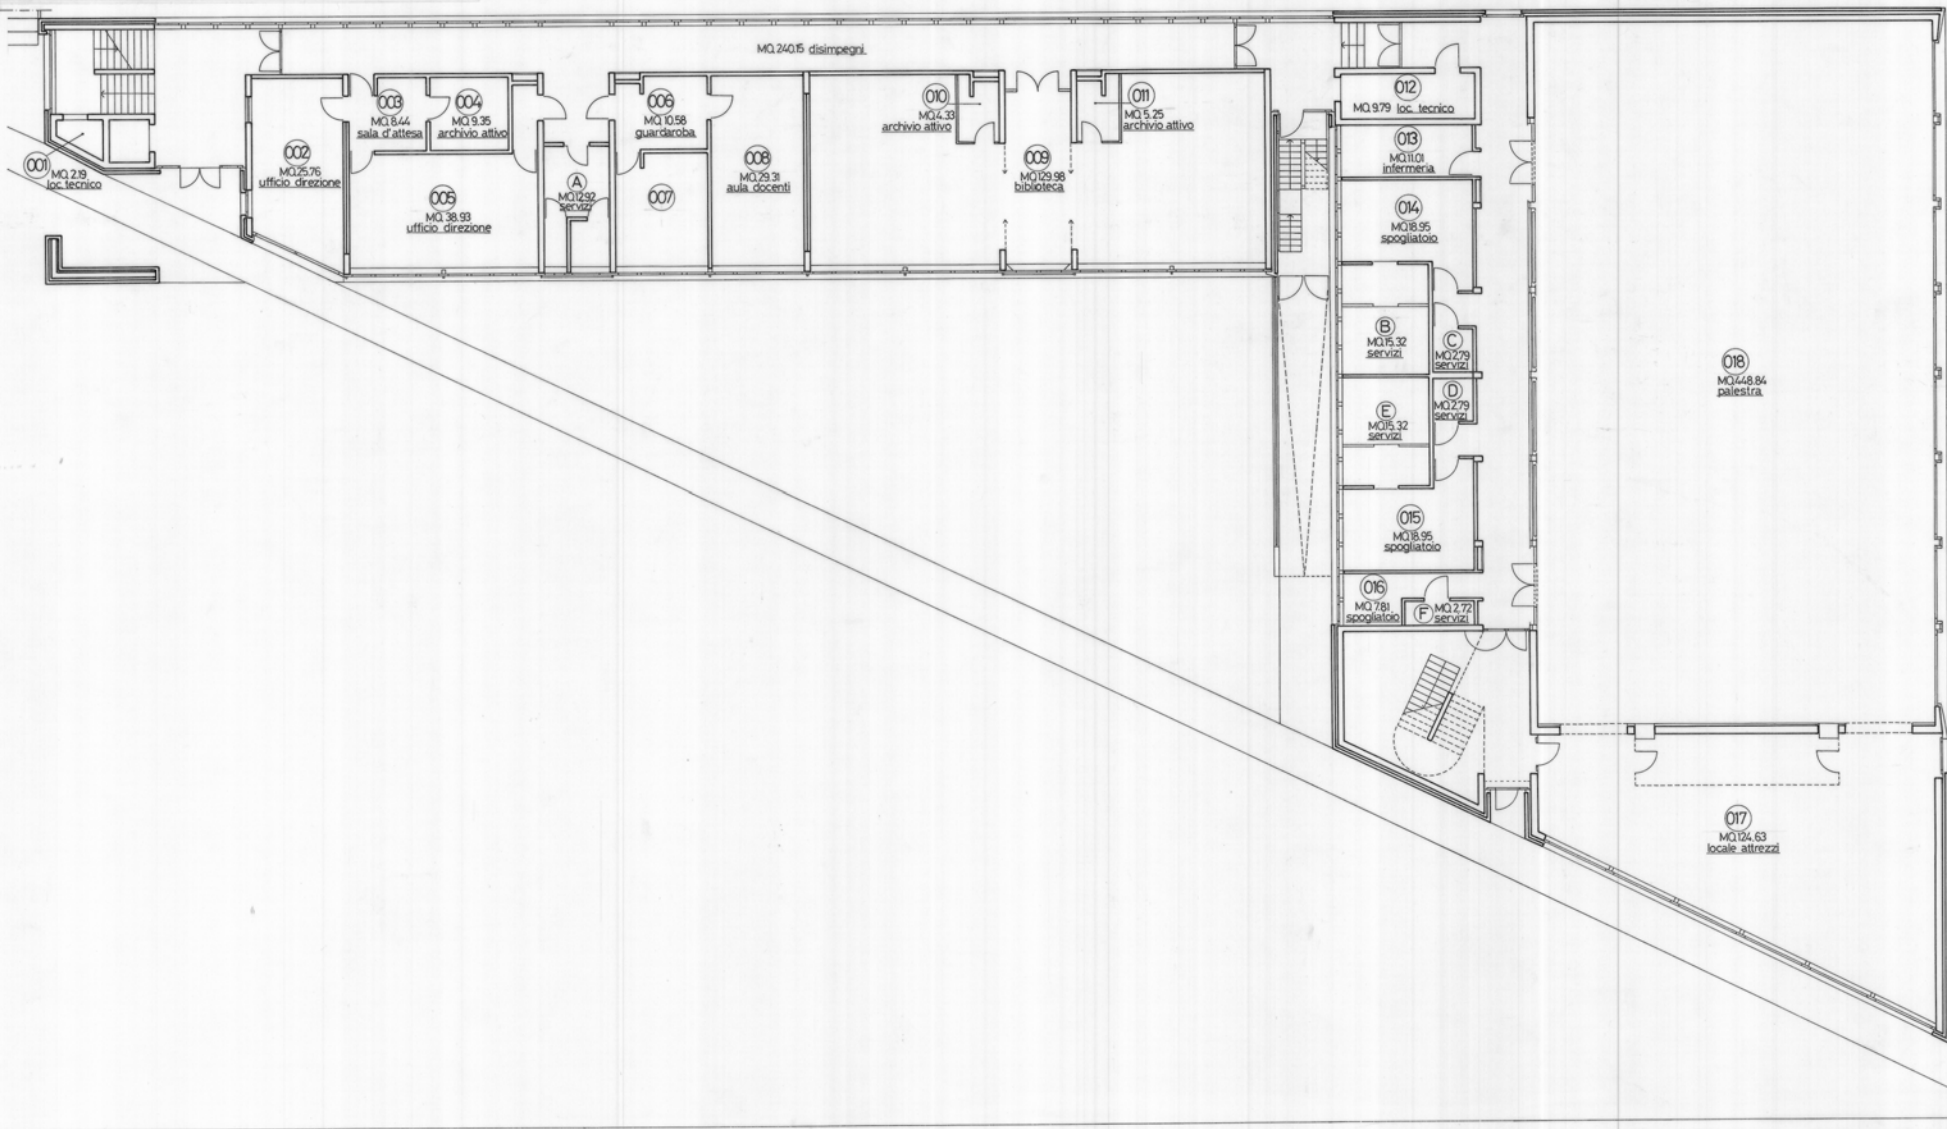 MQ.240.15 disimpegni
001
MQ.2.19
loc.tecnico
002
MQ.25.76
ufficio direzione
003
MQ.8.44
sala d'attesa
004
MQ.9.35
archivio attivo
005
MQ.38.93
ufficio direzione
A
MQ.12.92
servizi
006
MQ.10.58
guardaroba
007
008
MQ.29.31
aula docenti
010
MQ.4.33
archivio attivo
009
MQ.129.98
biblioteca
011
MQ.5.25
archivio attivo
012
MQ.9.79 loc. tecnico
013
MQ.11.01
infermeria
014
MQ.18.95
spogliatoio
B
MQ.15.32
servizi
C
MQ.2.79
servizi
D
MQ.2.79
servizi
E
MQ.15.32
servizi
015
MQ.18.95
spogliatoio
016
MQ.7.81
spogliatoio
F
MQ.2.72
servizi
018
MQ.448.84
palestra
017
MQ.124.63
locale attrezzi